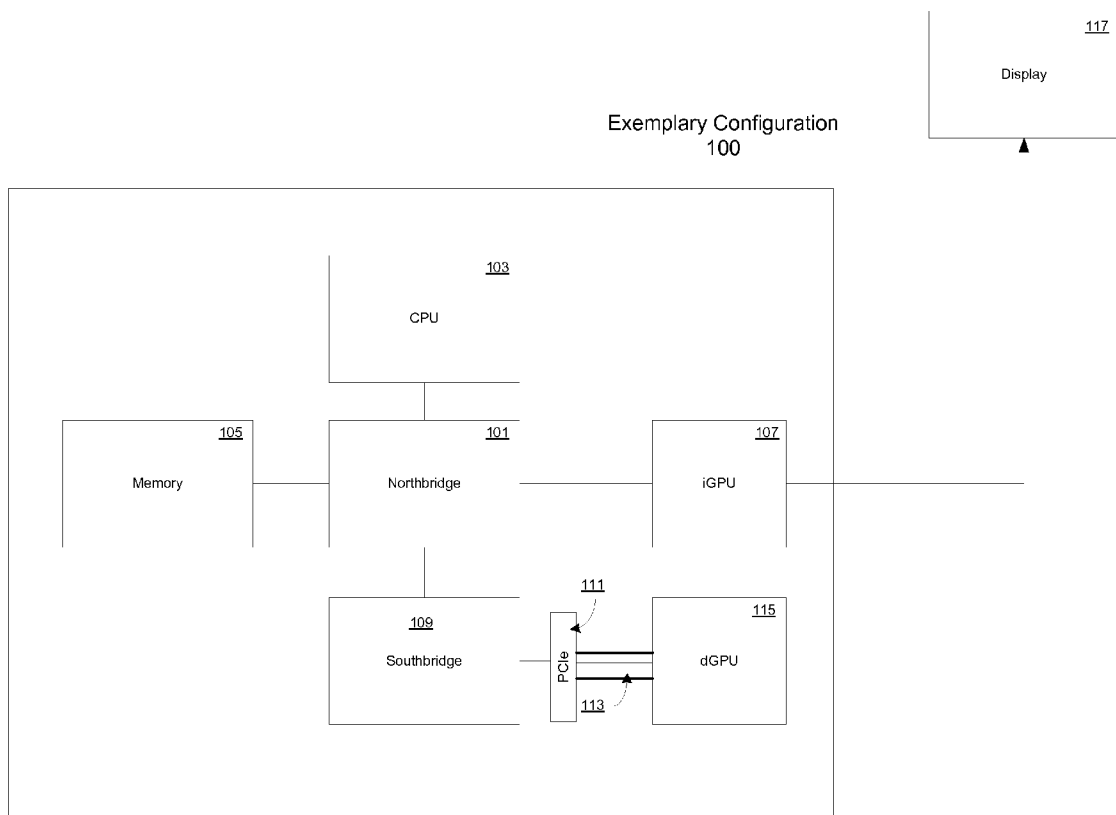 117
Display
Exemplary Configuration
100
103
CPU
105
Memory
101
Northbridge
107
iGPU
109
Southbridge
111
PCIe
113
115
dGPU